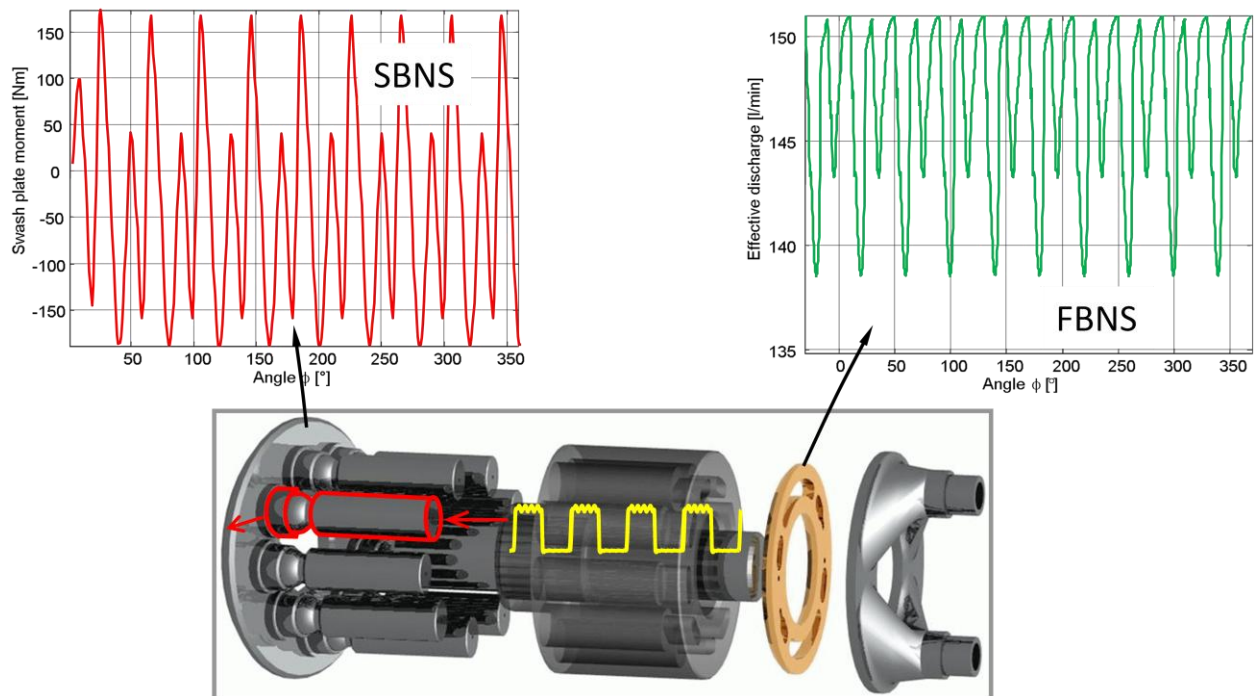 Swash plate moment [Nm]
150
100
50
0
-50
-100
-150
SBNS
50 100 150 200 250 300 350
Angle ϕ [°]
Effective discharge [l/min]
150
145
140
135
FBNS
0 50 100 150 200 250 300 350
Angle ϕ [°]